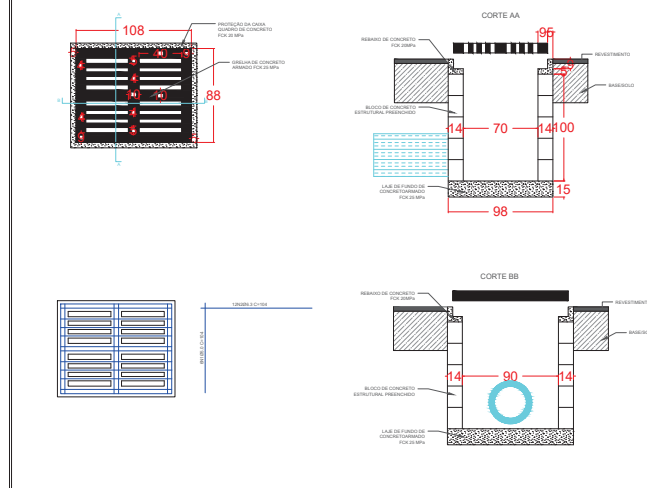 CORTE AA
108
PROTEÇÃO DA CAIXA
QUADRO DE CONCRETO
FCK 20 MPa
GRELHA DE CONCRETO
ARMADO FCK 25 MPa
88
A
REBAIXO DE CONCRETO
FCK 20MPa
95
REVESTIMENTO
BASE/SOLO
BLOCO DE CONCRETO
ESTRUTURAL PREENCHIDO
14
70
14
100
LAJE DE FUNDO DE
CONCRETOARMADO
FCK 25 MPa
15
98
CORTE BB
REBAIXO DE CONCRETO
FCK 20MPa
REVESTIMENT
BASE/SO
14
90
14
BLOCO DE CONCRETO
ESTRUTURAL PREENCHIDO
LAJE DE FUNDO DE
CONCRETOARMADO
FCK 25 MPa